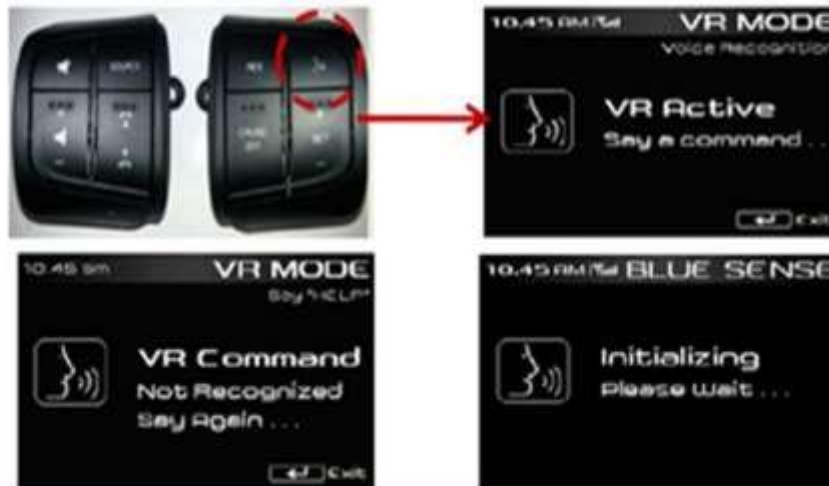 SOURCE
10.45 AM VR MODE
Voice Recognition
VR Active
Say a command ..
Exit
10:45 am VR MODE
Say "HELP"
VR Command
Not Recognized
Say Again ...
Exit
10.45 AM BLUE SENSE
Initializing
Please Wait ...